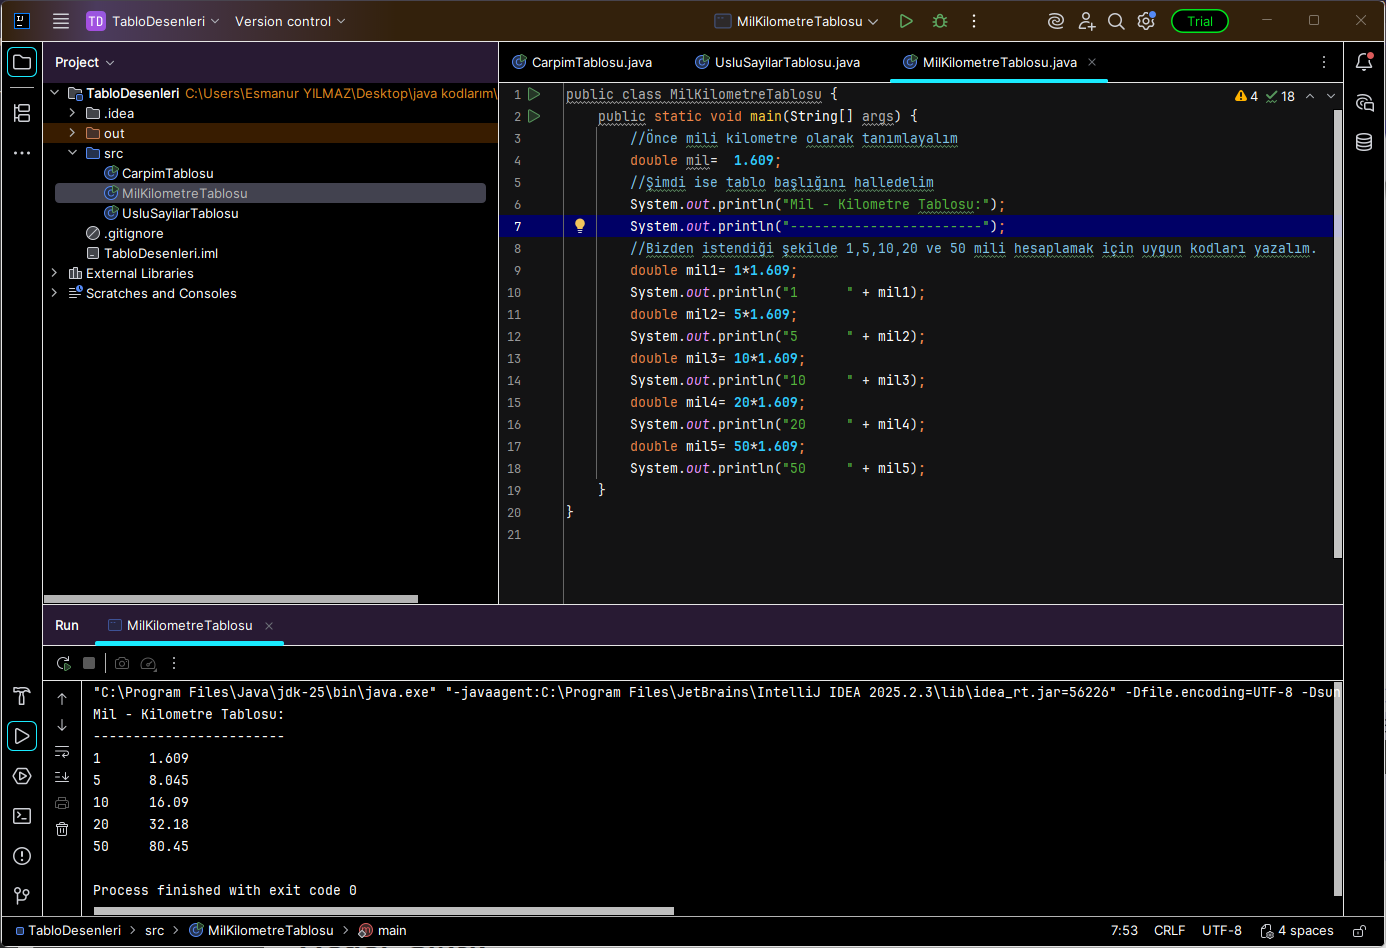 TD TabloDesenleri Version control MilKilometreTablosu Trial
Project
CarpimTablosu.java UsluSayilarTablosu.java MilKilometreTablosu.java
TabloDesenleri C:\Users\Esmanur YILMAZ\Desktop\java kodlarım\
.idea
out
src
CarpimTablosu
MilKilometreTablosu
UsluSayilarTablosu
.gitignore
TabloDesenleri.iml
External Libraries
Scratches and Consoles
4 18
1 public class MilKilometreTablosu {
2 public static void main(String[] args) {
3 //Önce mili kilometre olarak tanımlayalım
4 double mil=  1.609;
5 //Şimdi ise tablo başlığını halledelim
6 System.out.println("Mil - Kilometre Tablosu:");
7 System.out.println("------------------------");
8 //Bizden istendiği şekilde 1,5,10,20 ve 50 mili hesaplamak için uygun kodları yazalım.
9 double mil1= 1*1.609;
10 System.out.println("1      " + mil1);
11 double mil2= 5*1.609;
12 System.out.println("5      " + mil2);
13 double mil3= 10*1.609;
14 System.out.println("10     " + mil3);
15 double mil4= 20*1.609;
16 System.out.println("20     " + mil4);
17 double mil5= 50*1.609;
18 System.out.println("50     " + mil5);
19 }
20 }
21
Run MilKilometreTablosu
"C:\Program Files\Java\jdk-25\bin\java.exe" "-javaagent:C:\Program Files\JetBrains\IntelliJ IDEA 2025.2.3\lib\idea_rt.jar=56226" -Dfile.encoding=UTF-8 -Dsun
Mil - Kilometre Tablosu:
------------------------
1      1.609
5      8.045
10     16.09
20     32.18
50     80.45
Process finished with exit code 0
TabloDesenleri > src > MilKilometreTablosu > main 7:53 CRLF UTF-8 4 spaces